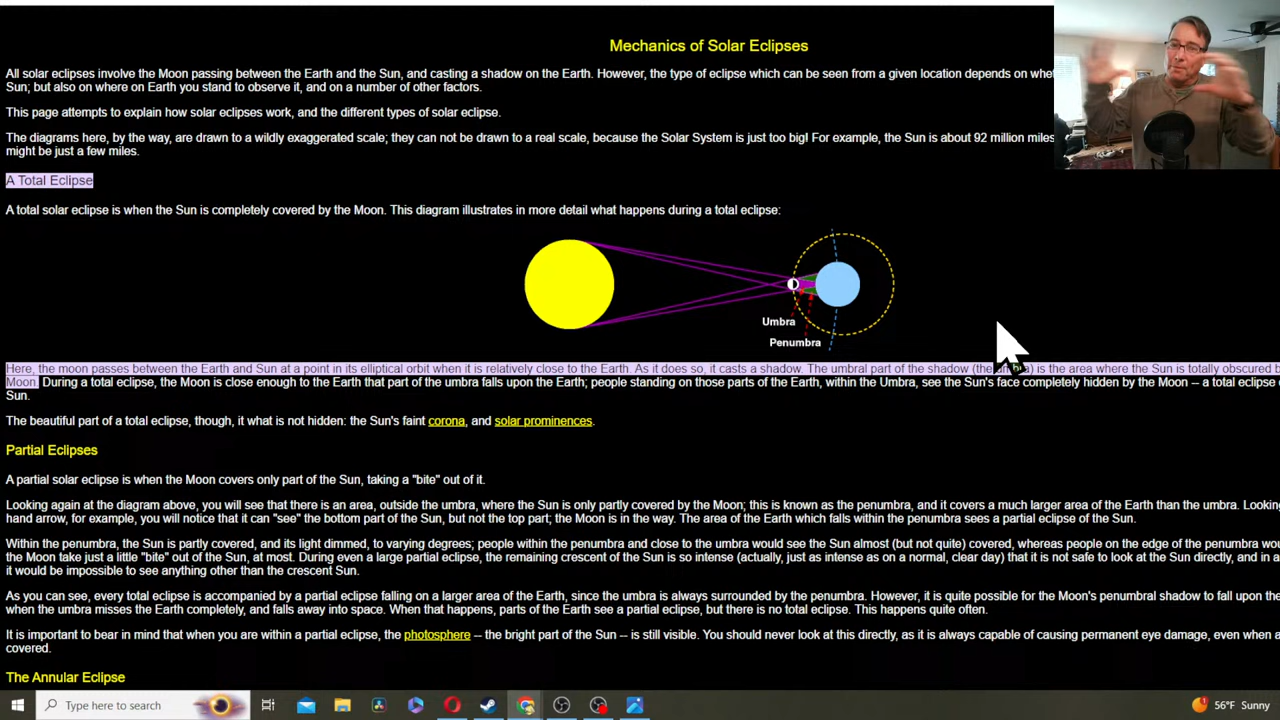 Mechanics of Solar Eclipses
All solar eclipses involve the Moon passing between the Earth and the Sun, and casting a shadow on the Earth. However, the type of eclipse which can be seen from a given location depends on
Sun; but also on where on Earth you stand to observe it, and on a number of other factors.
This page attempts to explain how solar eclipses work, and the different types of solar eclipse.
The diagrams here, by the way, are drawn to a wildly exaggerated scale; they can not be drawn to a real scale, because the Solar System is just too big! For example, the Sun is about 92 million miles
might be just a few miles.
A Total Eclipse
A total solar eclipse is when the Sun is completely covered by the Moon. This diagram illustrates in more detail what happens during a total eclipse:
Umbra
Penumbra
Here, the moon passes between the Earth and Sun at a point in its elliptical orbit when it is relatively close to the Earth. As it does so, it casts a shadow. The umbral part of the shadow (the is the area where the Sun is totally obscured
Moon. During a total eclipse, the Moon is close enough to the Earth that part of the umbra falls upon the Earth; people standing on those parts of the Earth, within the Umbra, see the Sun's face completely hidden by the Moon -- a total eclipse
Sun.
The beautiful part of a total eclipse, though, it what is not hidden: the Sun's faint corona, and solar prominences.
Partial Eclipses
A partial solar eclipse is when the Moon covers only part of the Sun, taking a "bite" out of it.
Looking again at the diagram above, you will see that there is an area, outside the umbra, where the Sun is only partly covered by the Moon; this is known as the penumbra, and it covers a much larger area of the Earth than the umbra. Looking
hand arrow, for example, you will notice that it can "see" the bottom part of the Sun, but not the top part; the Moon is in the way. The area of the Earth which falls within the penumbra sees a partial eclipse of the Sun.
Within the penumbra, the Sun is partly covered, and its light dimmed, to varying degrees; people within the penumbra and close to the umbra would see the Sun almost (but not quite) covered, whereas people on the edge of the penumbra
the Moon take just a little "bite" out of the Sun, at most. During even a large partial eclipse, the remaining crescent of the Sun is so intense (actually, just as intense as on a normal, clear day) that it is not safe to look at the Sun directly, and in
it would be impossible to see anything other than the crescent Sun.
As you can see, every total eclipse is accompanied by a partial eclipse falling on a larger area of the Earth, since the umbra is always surrounded by the penumbra. However, it is quite possible for the Moon's penumbral shadow to fall upon the
when the umbra misses the Earth completely, and falls away into space. When that happens, parts of the Earth see a partial eclipse, but there is no total eclipse. This happens quite often.
It is important to bear in mind that when you are within a partial eclipse, the photosphere -- the bright part of the Sun -- is still visible. You should never look at this directly, as it is always capable of causing permanent eye damage, even when
covered.
The Annular Eclipse
Type here to search
56°F Sunny